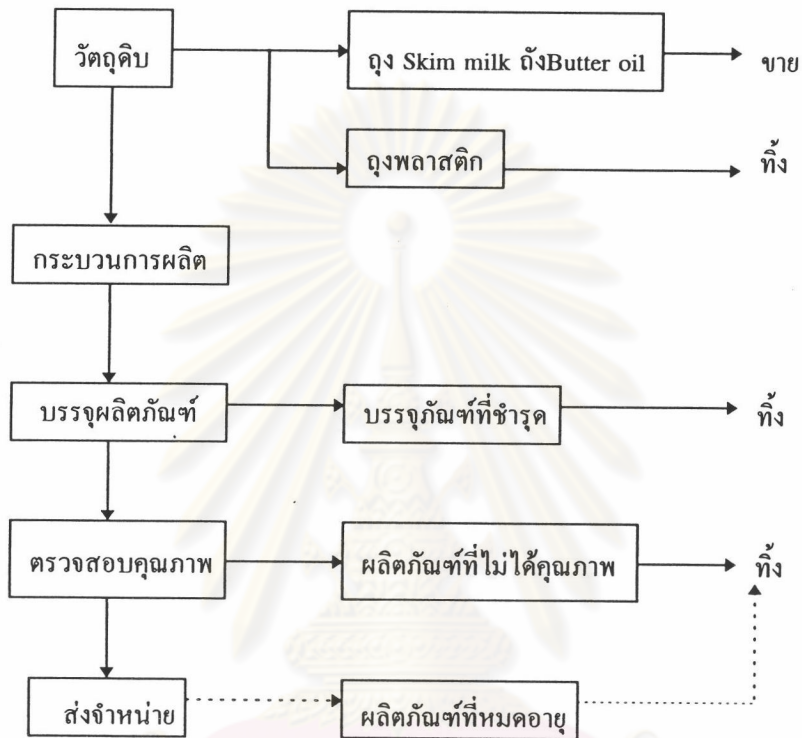 วัตถุดิบ
ถุง Skim milk ถังButter oil
ขาย
ถุงพลาสติก
ทิ้ง
กระบวนการผลิต
บรรจุผลิตภัณฑ์
บรรจุภัณฑ์ที่ชำรุด
ทิ้ง
ตรวจสอบคุณภาพ
ผลิตภัณฑ์ที่ไม่ได้คุณภาพ
ทิ้ง
ส่งจำหน่าย
ผลิตภัณฑ์ที่หมดอายุ